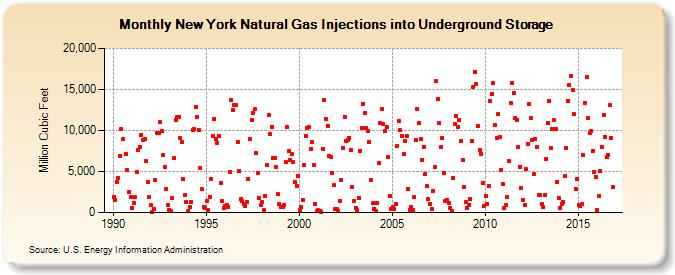 Monthly New York Natural Gas Injections into Underground Storage
Million Cubic Feet
20,000
15,000
10,000
5,000
0
1990 1995 2000 2005 2010 2015
Source: U.S. Energy Information Administration